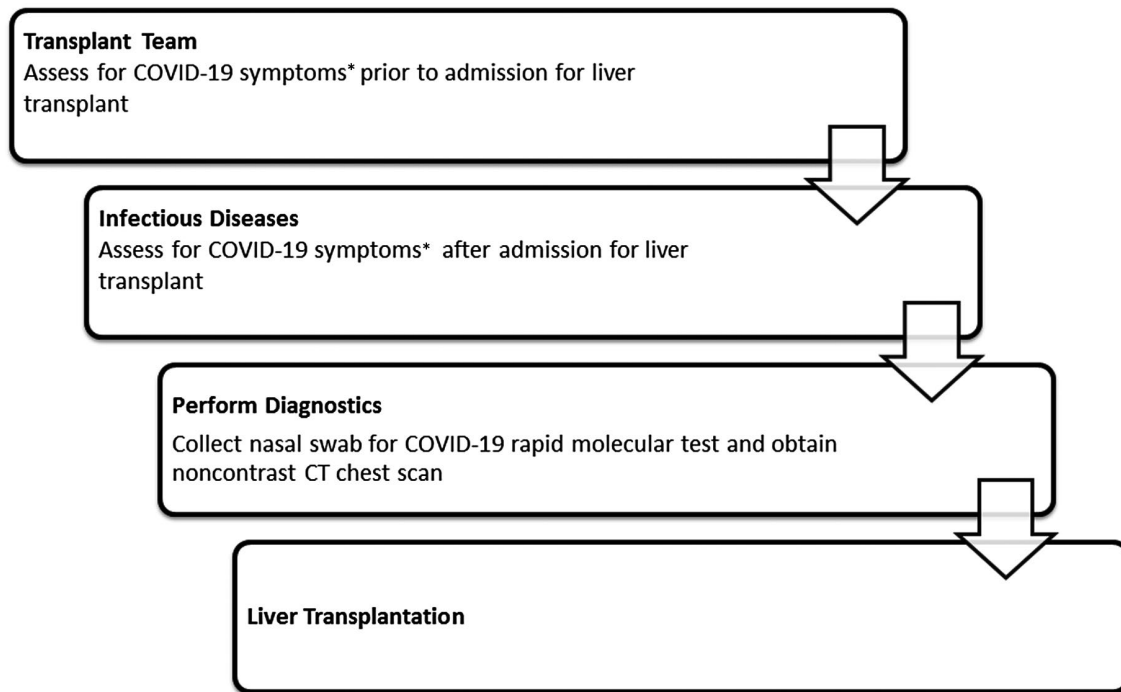 Transplant Team
Assess for COVID-19 symptoms* prior to admission for liver
transplant
Infectious Diseases
Assess for COVID-19 symptoms* after admission for liver
transplant
Perform Diagnostics
Collect nasal swab for COVID-19 rapid molecular test and obtain
noncontrast CT chest scan
Liver Transplantation